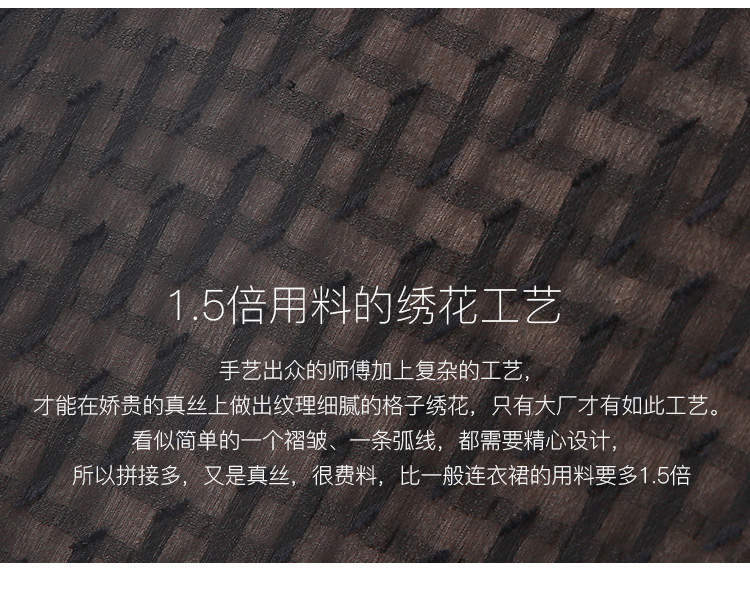 1.5倍用料的绣花工艺
手艺出众的师傅加上复杂的工艺,
才能在娇贵的真丝上做出纹理细腻的格子绣花，只有大厂才有如此工艺。
看似简单的一个褶皱、一条弧线，都需要精心设计,
所以拼接多，又是真丝，很费料，比一般连衣裙的用料要多1.5倍